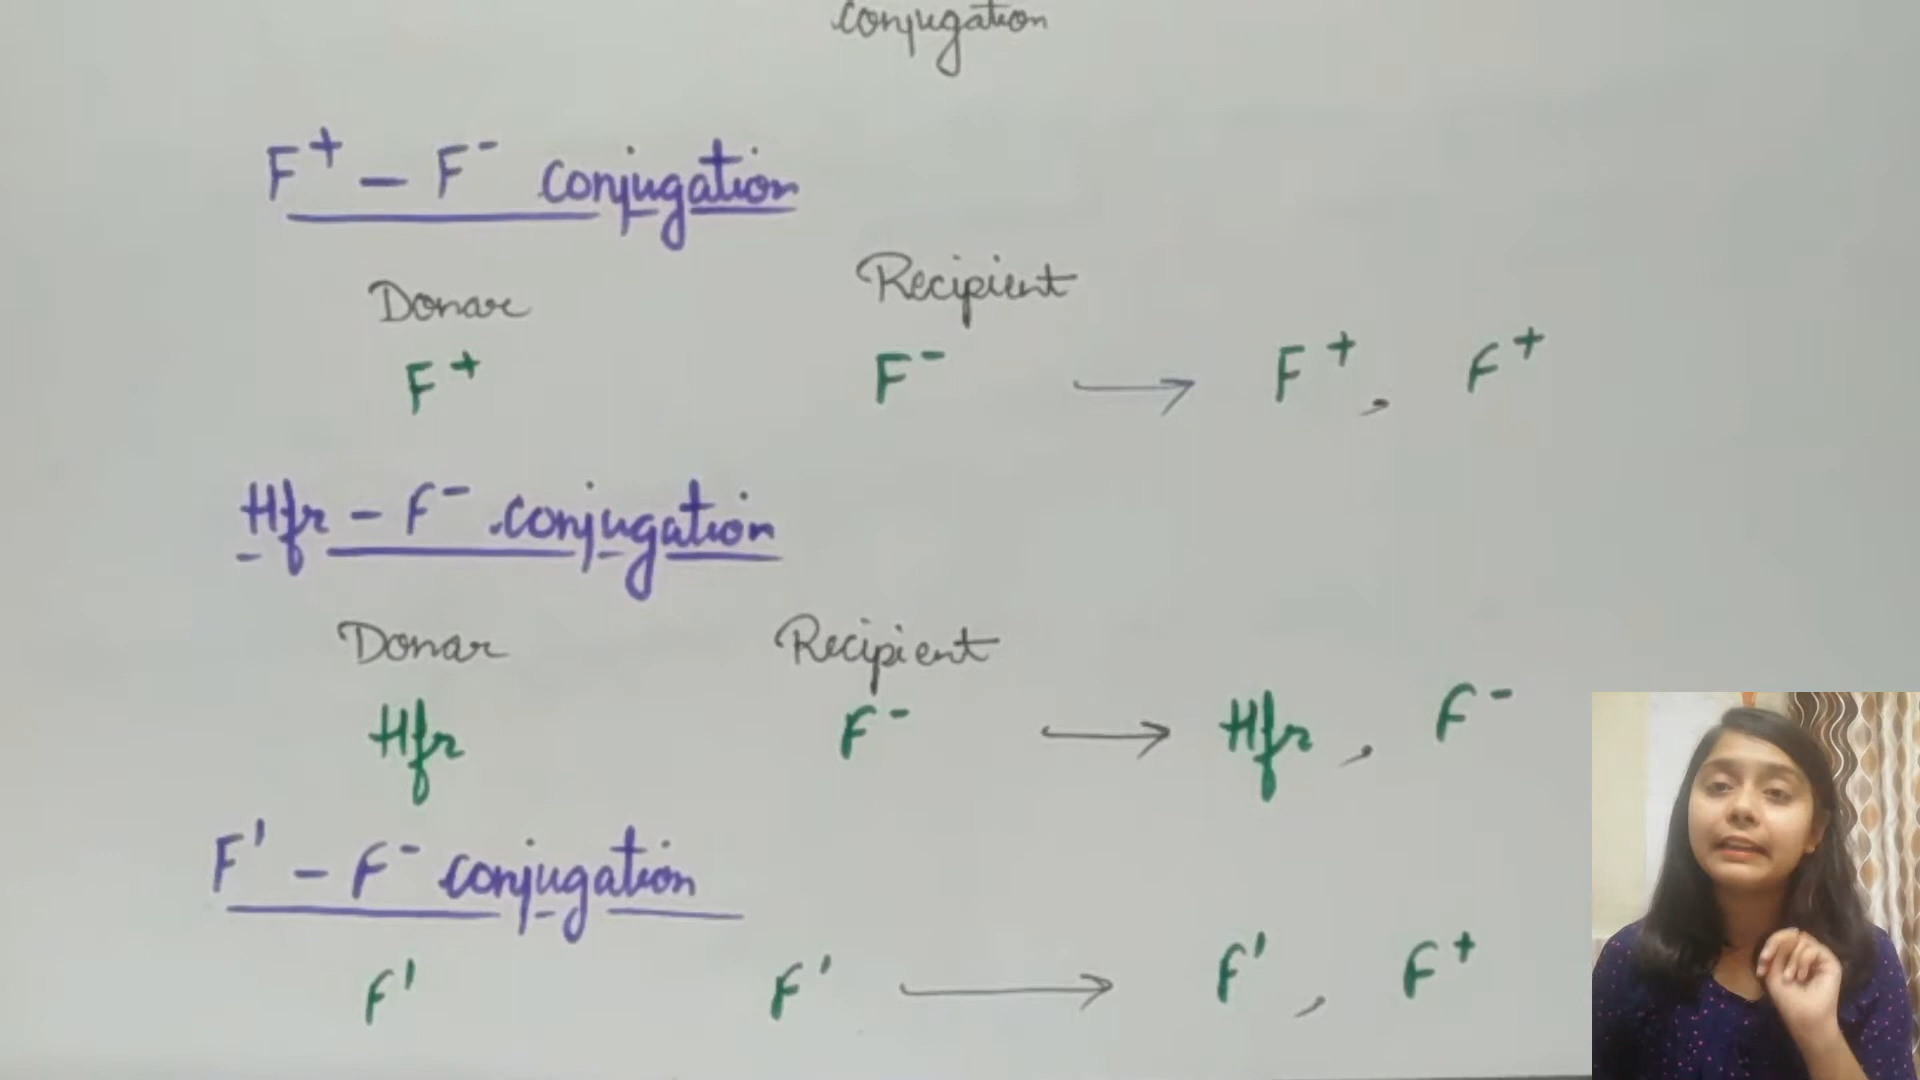 conjugation
F⁺ – F⁻ conjugation
Donar Recipient
F⁺ F⁻ → F⁺, F⁺
Hfr – F⁻ conjugation
Donar Recipient
Hfr F⁻ → Hfr, F⁻
F' – F⁻ conjugation
F' F' → F', F⁺